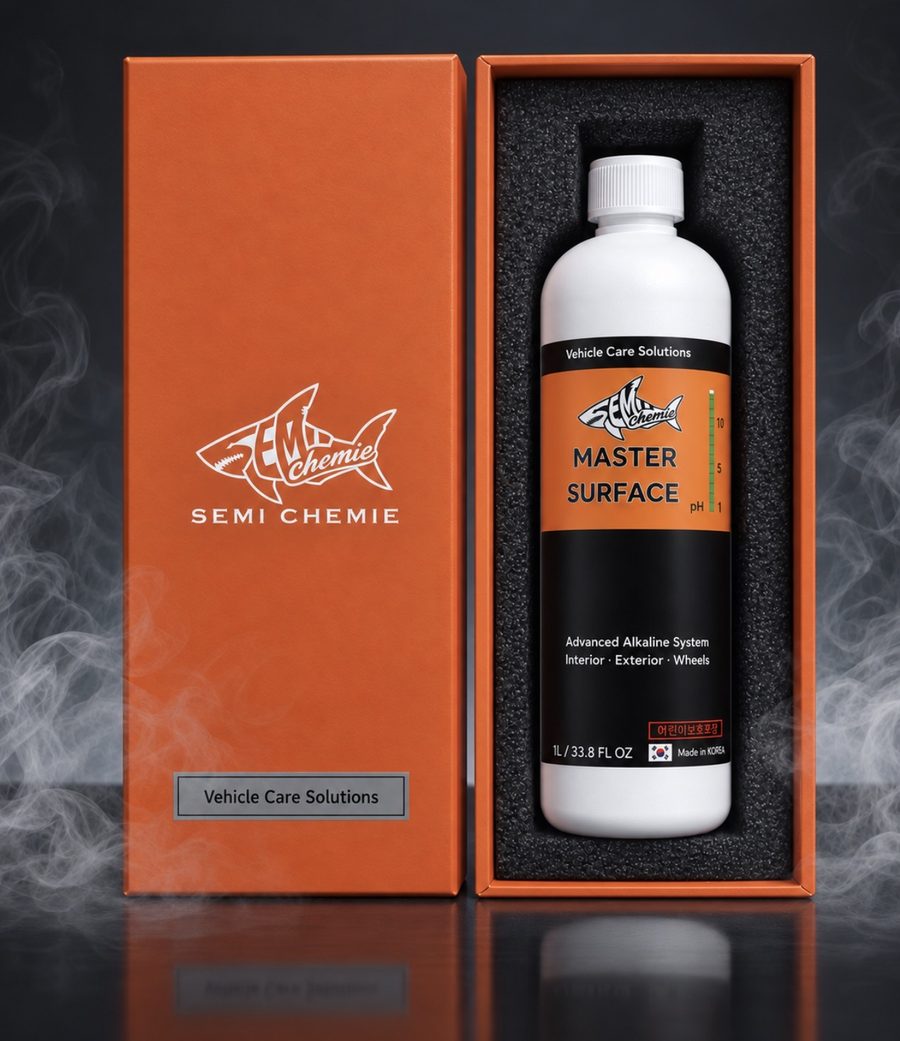 SEMI
chemie
SEMI CHEMIE
Vehicle Care Solutions
Vehicle Care Solutions
SEMI
chemie
MASTER
SURFACE
10
5
pH 1
Advanced Alkaline System
Interior · Exterior · Wheels
어린이보호포장
1L / 33.8 FL OZ
Made in KOREA